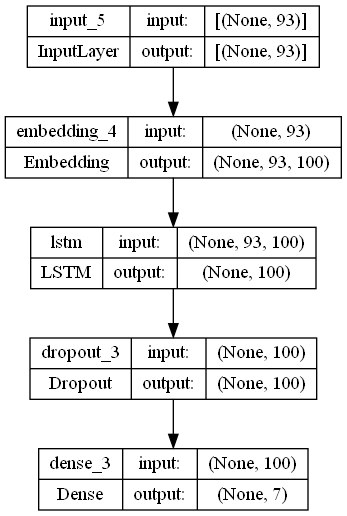 input_5 input: [(None, 93)]
InputLayer output: [(None, 93)]
embedding_4 input: (None, 93)
Embedding output: (None, 93, 100)
lstm input: (None, 93, 100)
LSTM output: (None, 100)
dropout_3 input: (None, 100)
Dropout output: (None, 100)
dense_3 input: (None, 100)
Dense output: (None, 7)